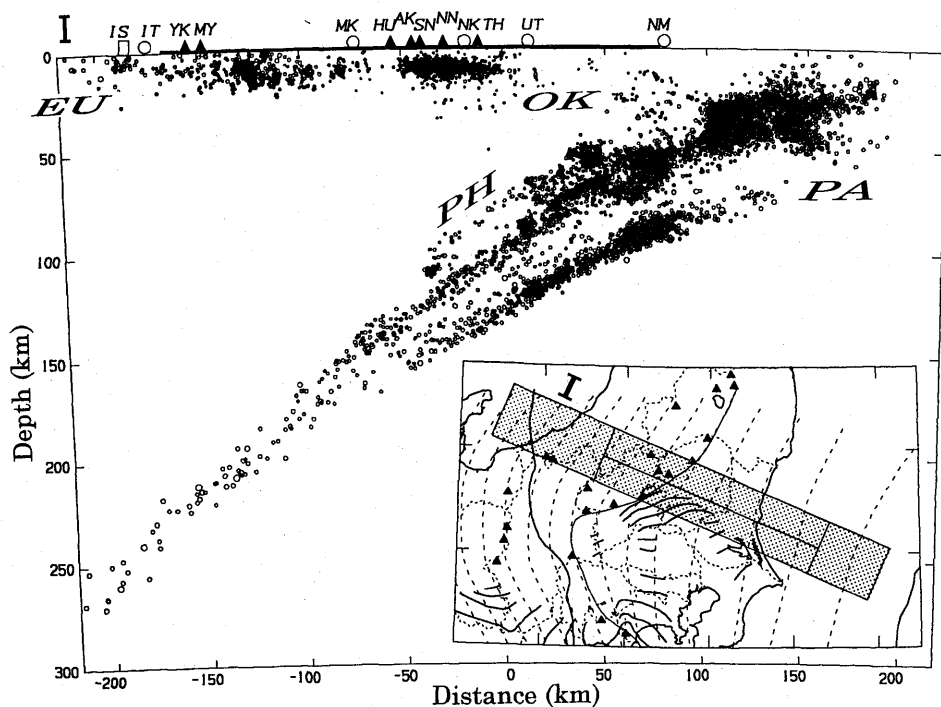 I
IS IT YK MY MK HU AK SN NN NK TH UT NM
0
EU OK
50
PH PA
100
150
I
200
250
300
-200 -150 -100 -50 0 50 100 150 200
Depth (km)
Distance (km)